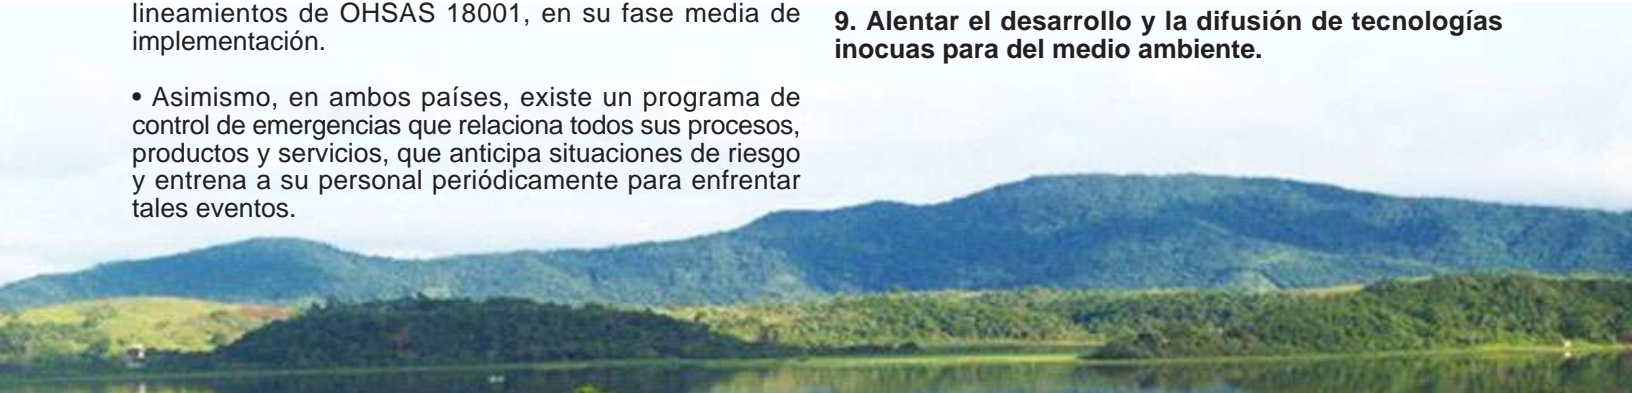 lineamientos de OHSAS 18001, en su fase media de
implementación.
• Asimismo, en ambos países, existe un programa de
control de emergencias que relaciona todos sus procesos,
productos y servicios, que anticipa situaciones de riesgo
y entrena a su personal periódicamente para enfrentar
tales eventos.
9. Alentar el desarrollo y la difusión de tecnologías
inocuas para del medio ambiente.